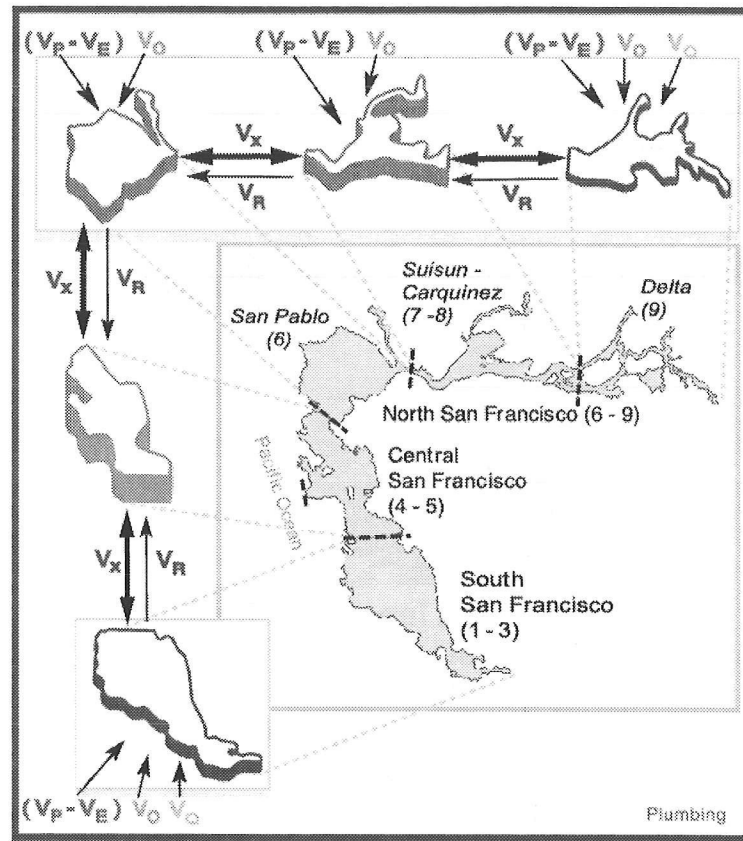 (VP - VE) VO
(VP - VE) VO
(VP - VE) VO VQ
VX
VX
VR
VR
VX
VR
Suisun -
Carquinez
(7 -8)
Delta
(9)
San Pablo
(6)
North San Francisco (6 - 9)
Pacific Ocean
Central
San Francisco
(4 - 5)
VX
VR
South
San Francisco
(1 - 3)
(VP - VE) VO VQ
Plumbing